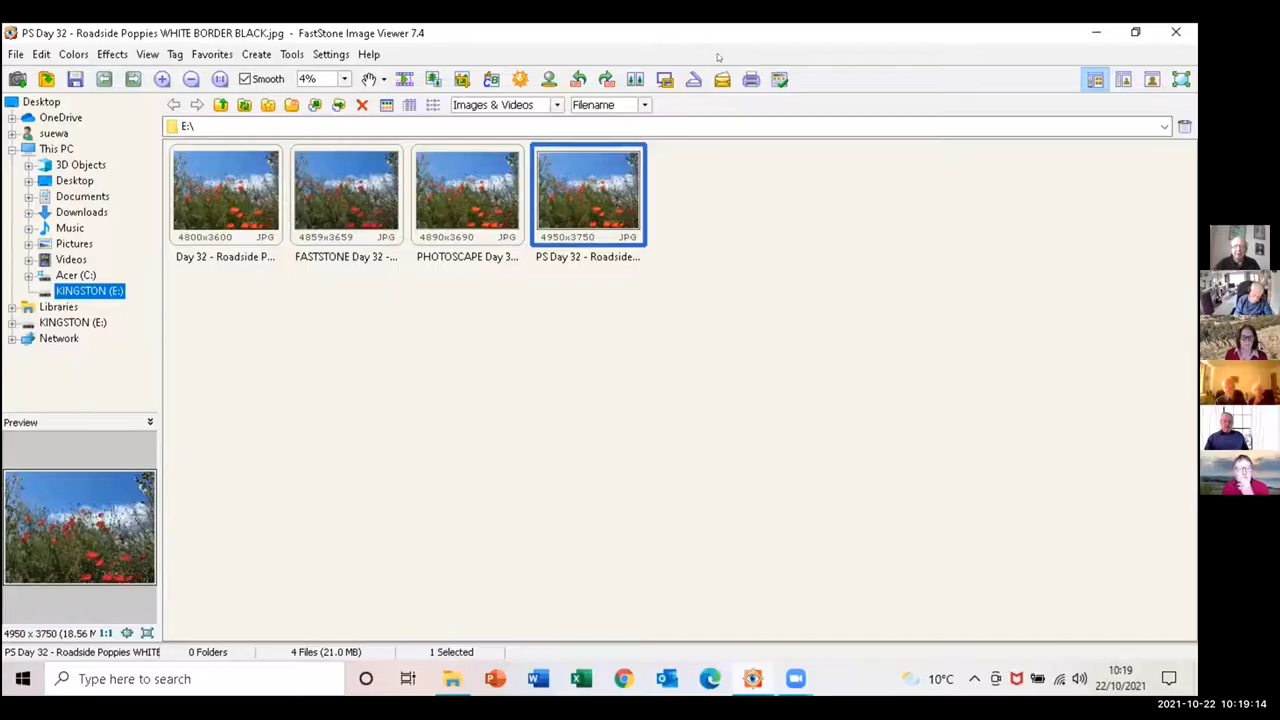 PS Day 32 - Roadside Poppies WHITE BORDER BLACK.jpg - FastStone Image Viewer 7.4
File Edit Colors Effects View Tag Favorites Create Tools Settings Help
Smooth 4%
Desktop
OneDrive
suewa
This PC
3D Objects
Desktop
Documents
Downloads
Music
Pictures
Videos
Acer (C:)
KINGSTON (E:)
Libraries
KINGSTON (E:)
Network
Images & Videos Filename
E:\
4800x3600 JPG 4859x3659 JPG 4890x3690 JPG 4950x3750 JPG
Day 32 - Roadside P... FASTSTONE Day 32 -... PHOTOSCAPE Day 3... PS Day 32 - Roadside...
Preview
4950 x 3750 (18.56 M 1:1
PS Day 32 - Roadside Poppies WHITE 0 Folders 4 Files (21.0 MB) 1 Selected
Type here to search
10°C
10:19
22/10/2021
2021-10-22 10:19:14